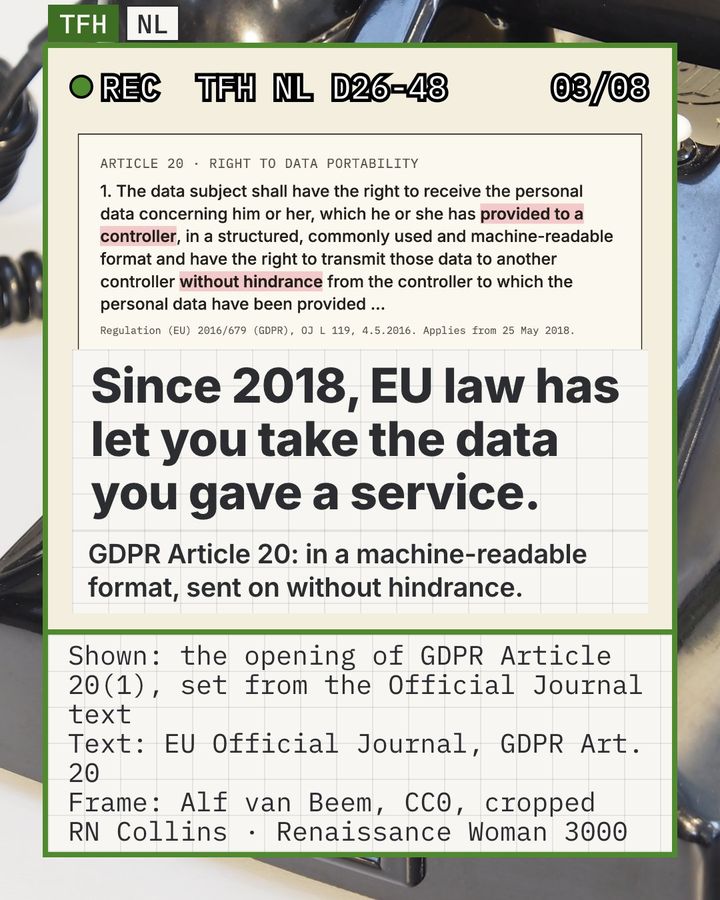 TFH NL
REC TFH NL D26-48 03/08
ARTICLE 20 · RIGHT TO DATA PORTABILITY
1. The data subject shall have the right to receive the personal
data concerning him or her, which he or she has provided to a
controller, in a structured, commonly used and machine-readable
format and have the right to transmit those data to another
controller without hindrance from the controller to which the
personal data have been provided ...
Regulation (EU) 2016/679 (GDPR), OJ L 119, 4.5.2016. Applies from 25 May 2018.
Since 2018, EU law has
let you take the data
you gave a service.
GDPR Article 20: in a machine-readable
format, sent on without hindrance.
Shown: the opening of GDPR Article
20(1), set from the Official Journal
text
Text: EU Official Journal, GDPR Art.
20
Frame: Alf van Beem, CC0, cropped
RN Collins · Renaissance Woman 3000